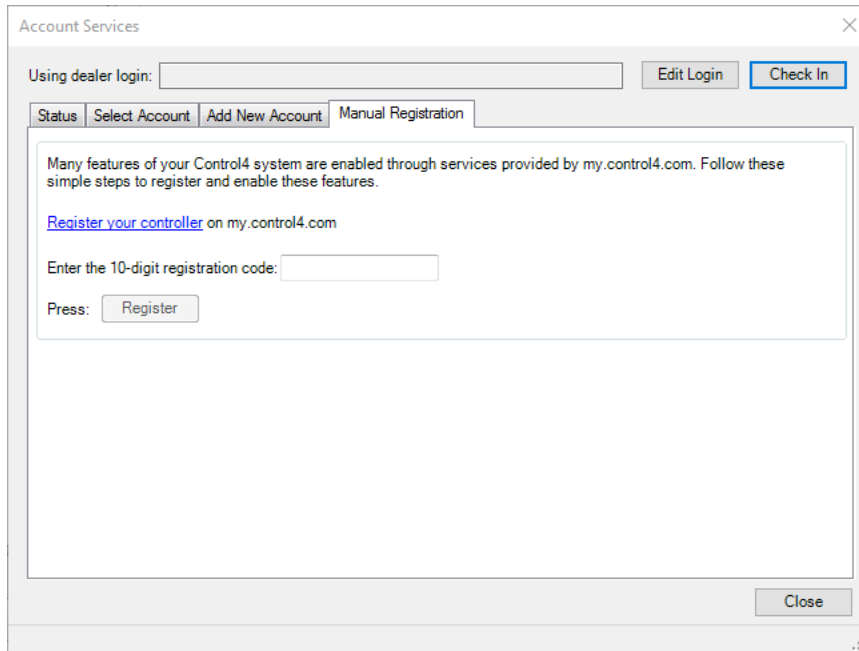 Account Services
Using dealer login:
Edit Login
Check In
Status
Select Account
Add New Account
Manual Registration
Many features of your Control4 system are enabled through services provided by my.control4.com. Follow these
simple steps to register and enable these features.
Register your controller on my.control4.com
Enter the 10-digit registration code:
Press:
Register
Close